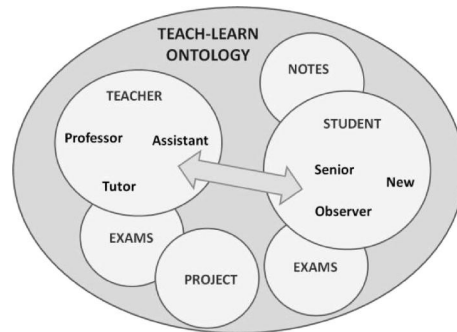 TEACH-LEARN
ONTOLOGY
NOTES
TEACHER
STUDENT
Professor
Assistant
Senior
New
Tutor
Observer
EXAMS
PROJECT
EXAMS